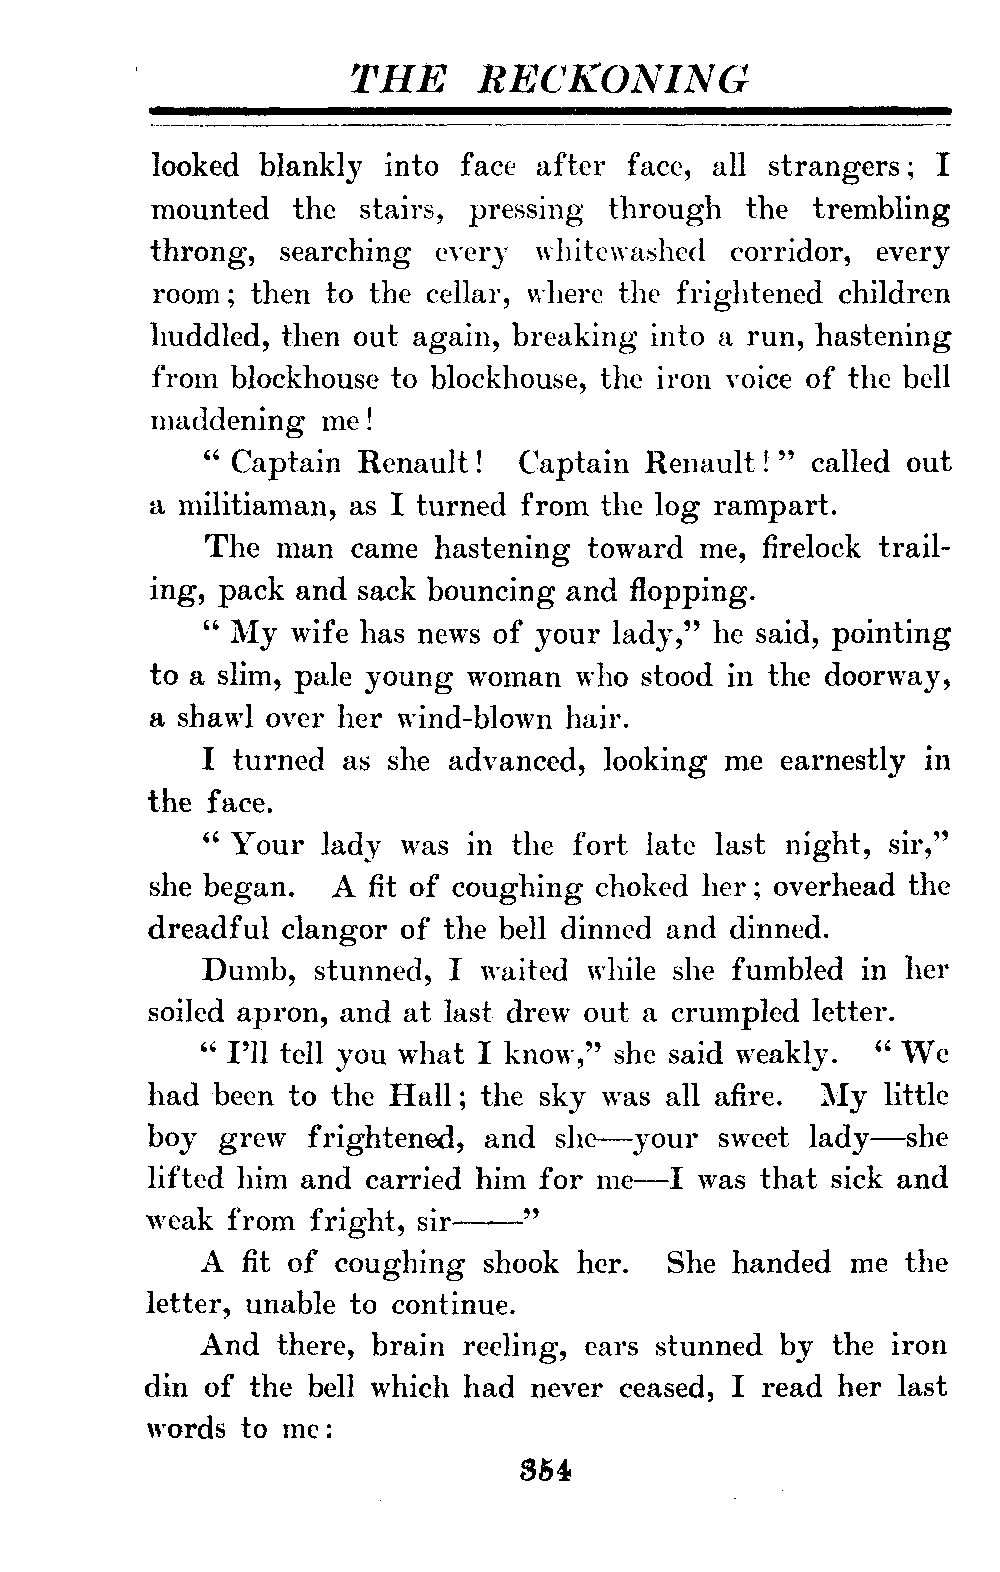 THE RECKONING
looked blankly into face after face, all strangers; I
mounted the stairs, pressing through the trembling
throng, searching every whitewashed corridor, every
room; then to the cellar, where the frightened children
huddled, then out again, breaking into a run, hastening
from blockhouse to blockhouse, the iron voice of the bell
maddening me!
“ Captain Renault! Captain Renault!” called out
a militiaman, as I turned from the log rampart.
The man came hastening toward me, firelock trail-
ing, pack and sack bouncing and flopping.
“ My wife has news of your lady,” he said, pointing
to a slim, pale young woman who stood in the doorway,
a shawl over her wind-blown hair.
I turned as she advanced, looking me earnestly in
the face.
“ Your lady was in the fort late last night, sir,”
she began. A fit of coughing choked her; overhead the
dreadful clangor of the bell dinned and dinned.
Dumb, stunned, I waited while she fumbled in her
soiled apron, and at last drew out a crumpled letter.
“ I’ll tell you what I know,” she said weakly. “ We
had been to the Hall; the sky was all afire. My little
boy grew frightened, and she—your sweet lady—she
lifted him and carried him for me—I was that sick and
weak from fright, sir——”
A fit of coughing shook her. She handed me the
letter, unable to continue.
And there, brain reeling, ears stunned by the iron
din of the bell which had never ceased, I read her last
words to me:
354